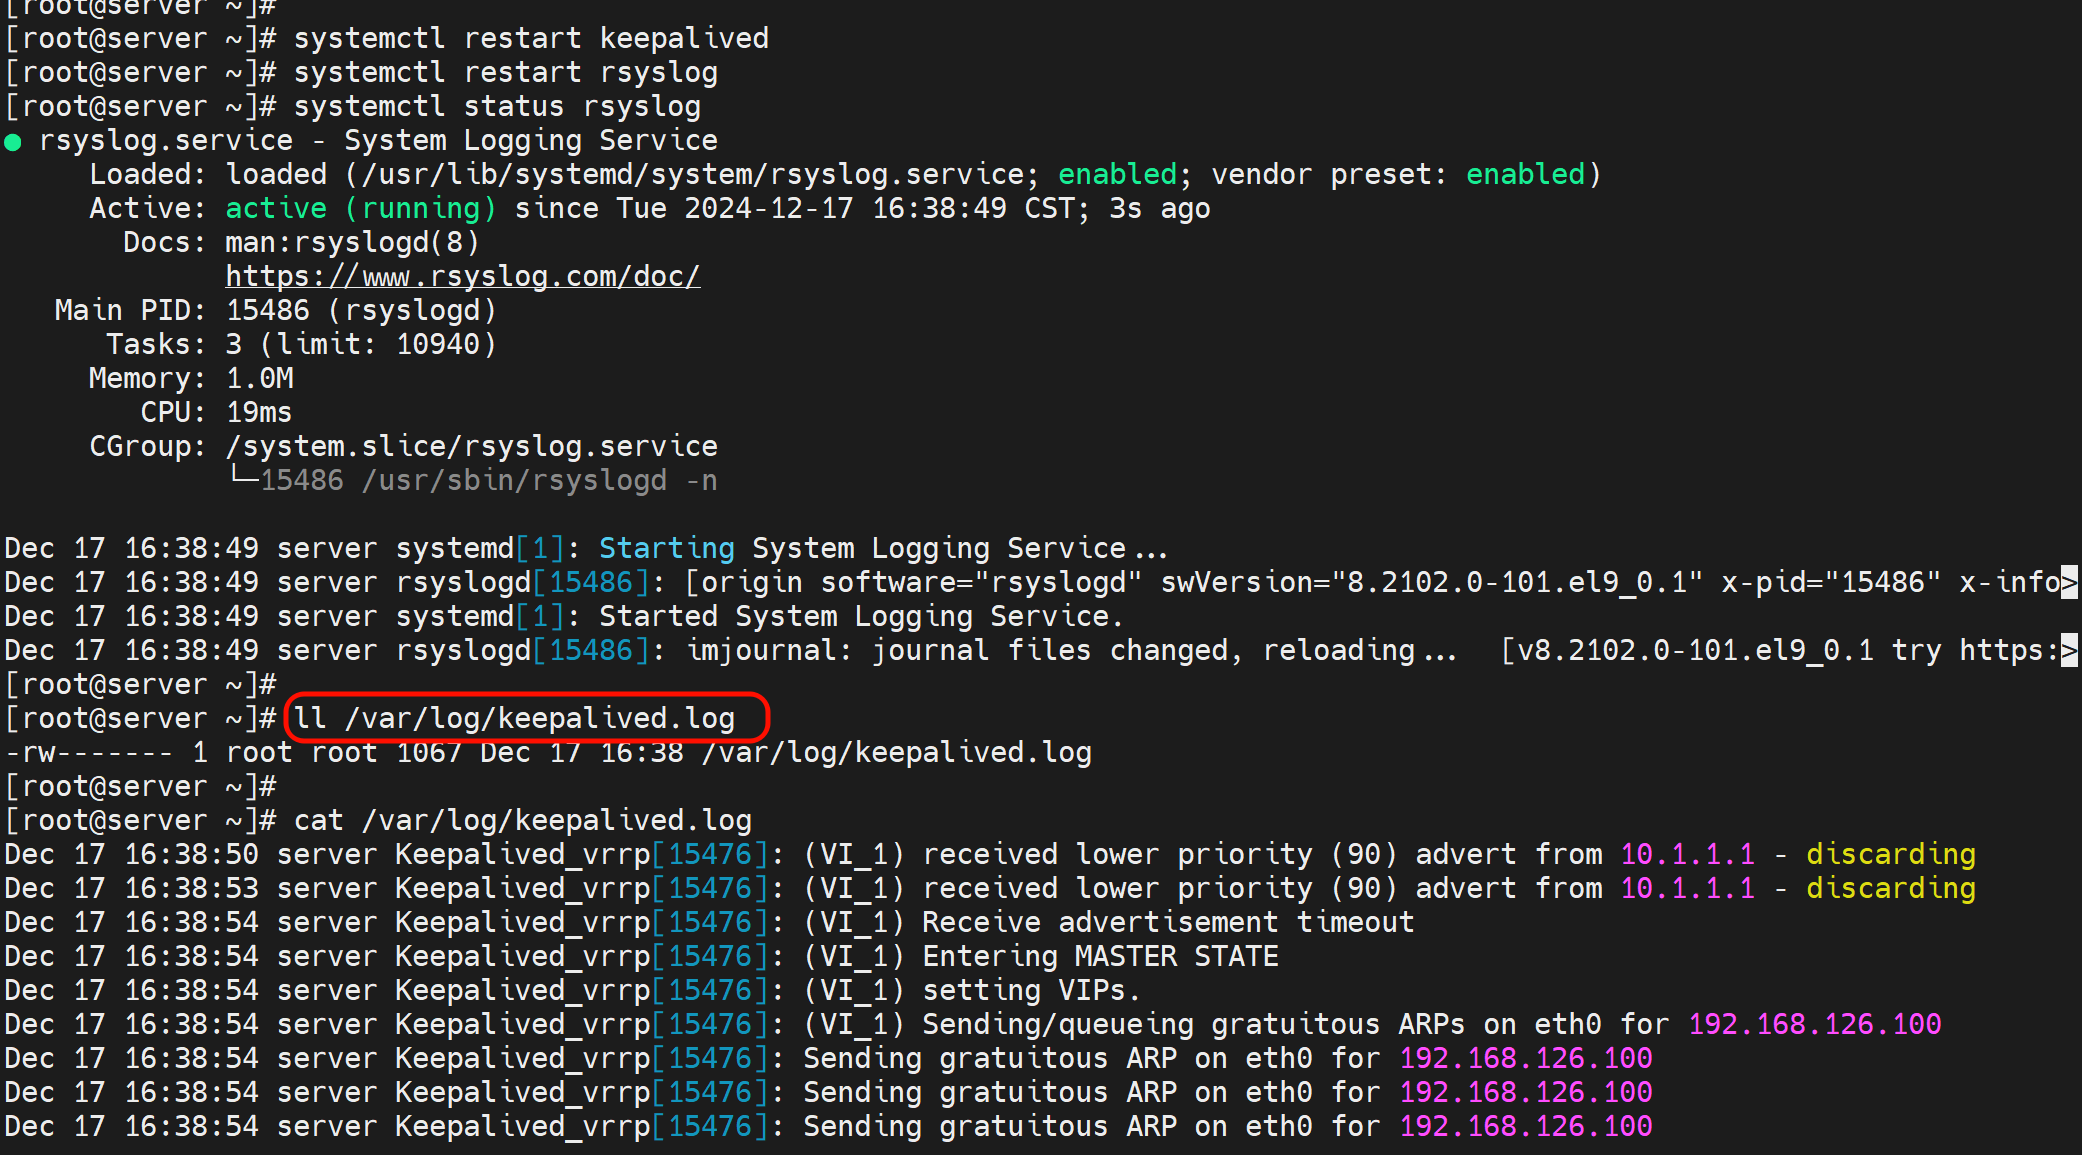 [root@server ~]#
[root@server ~]# systemctl restart keepalived
[root@server ~]# systemctl restart rsyslog
[root@server ~]# systemctl status rsyslog
● rsyslog.service - System Logging Service
     Loaded: loaded (/usr/lib/systemd/system/rsyslog.service; enabled; vendor preset: enabled)
     Active: active (running) since Tue 2024-12-17 16:38:49 CST; 3s ago
       Docs: man:rsyslogd(8)
             https://www.rsyslog.com/doc/
   Main PID: 15486 (rsyslogd)
      Tasks: 3 (limit: 10940)
     Memory: 1.0M
        CPU: 19ms
     CGroup: /system.slice/rsyslog.service
             └─15486 /usr/sbin/rsyslogd -n
Dec 17 16:38:49 server systemd[1]: Starting System Logging Service...
Dec 17 16:38:49 server rsyslogd[15486]: [origin software="rsyslogd" swVersion="8.2102.0-101.el9_0.1" x-pid="15486" x-info>
Dec 17 16:38:49 server systemd[1]: Started System Logging Service.
Dec 17 16:38:49 server rsyslogd[15486]: imjournal: journal files changed, reloading...  [v8.2102.0-101.el9_0.1 try https:>
[root@server ~]#
[root@server ~]# ll /var/log/keepalived.log
-rw------- 1 root root 1067 Dec 17 16:38 /var/log/keepalived.log
[root@server ~]#
[root@server ~]# cat /var/log/keepalived.log
Dec 17 16:38:50 server Keepalived_vrrp[15476]: (VI_1) received lower priority (90) advert from 10.1.1.1 - discarding
Dec 17 16:38:53 server Keepalived_vrrp[15476]: (VI_1) received lower priority (90) advert from 10.1.1.1 - discarding
Dec 17 16:38:54 server Keepalived_vrrp[15476]: (VI_1) Receive advertisement timeout
Dec 17 16:38:54 server Keepalived_vrrp[15476]: (VI_1) Entering MASTER STATE
Dec 17 16:38:54 server Keepalived_vrrp[15476]: (VI_1) setting VIPs.
Dec 17 16:38:54 server Keepalived_vrrp[15476]: (VI_1) Sending/queueing gratuitous ARPs on eth0 for 192.168.126.100
Dec 17 16:38:54 server Keepalived_vrrp[15476]: Sending gratuitous ARP on eth0 for 192.168.126.100
Dec 17 16:38:54 server Keepalived_vrrp[15476]: Sending gratuitous ARP on eth0 for 192.168.126.100
Dec 17 16:38:54 server Keepalived_vrrp[15476]: Sending gratuitous ARP on eth0 for 192.168.126.100